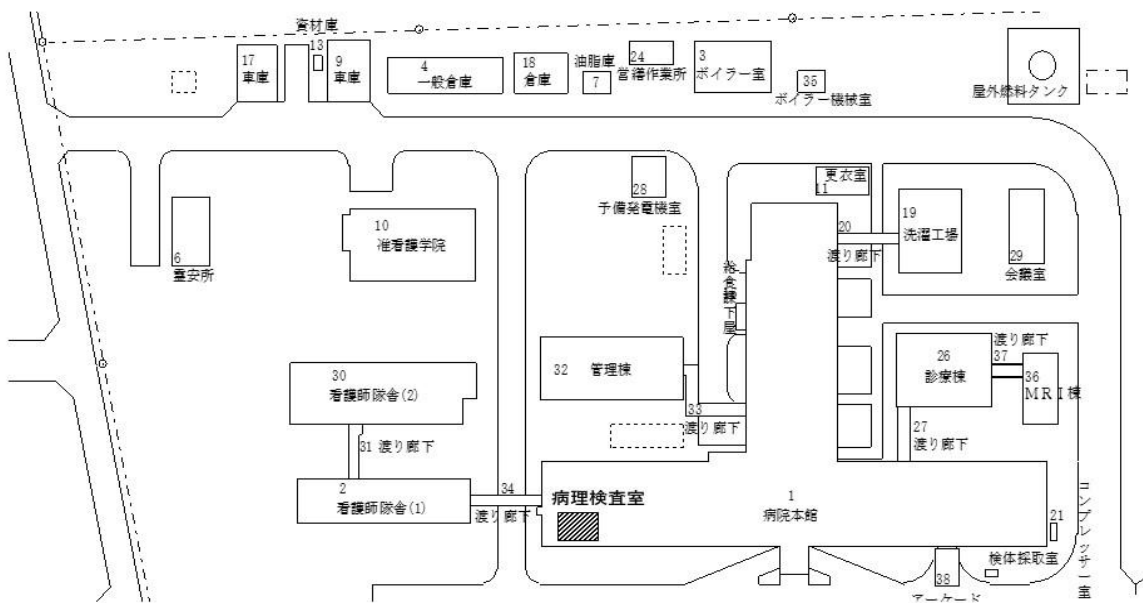 資材庫
17
車庫
13
9
車庫
4
一般倉庫
18
倉庫
油脂庫
7
24
営繕作業所
3
ボイラー室
35
ボイラー機械室
屋外燃料タンク
6
霊安所
10
准看護学院
28
予備発電機室
更衣室
11
20
渡り廊下
19
洗濯工場
29
会議室
給食課下屋
30
看護師隊舎(2)
32 管理棟
33
渡り廊下
26
診療棟
渡り廊下
37
36
MRI棟
27
渡り廊下
31 渡り廊下
2
看護師隊舎(1)
34
渡り廊下
病理検査室
1
病院本館
21
コンプレッサー室
検体採取室
38
アーケード